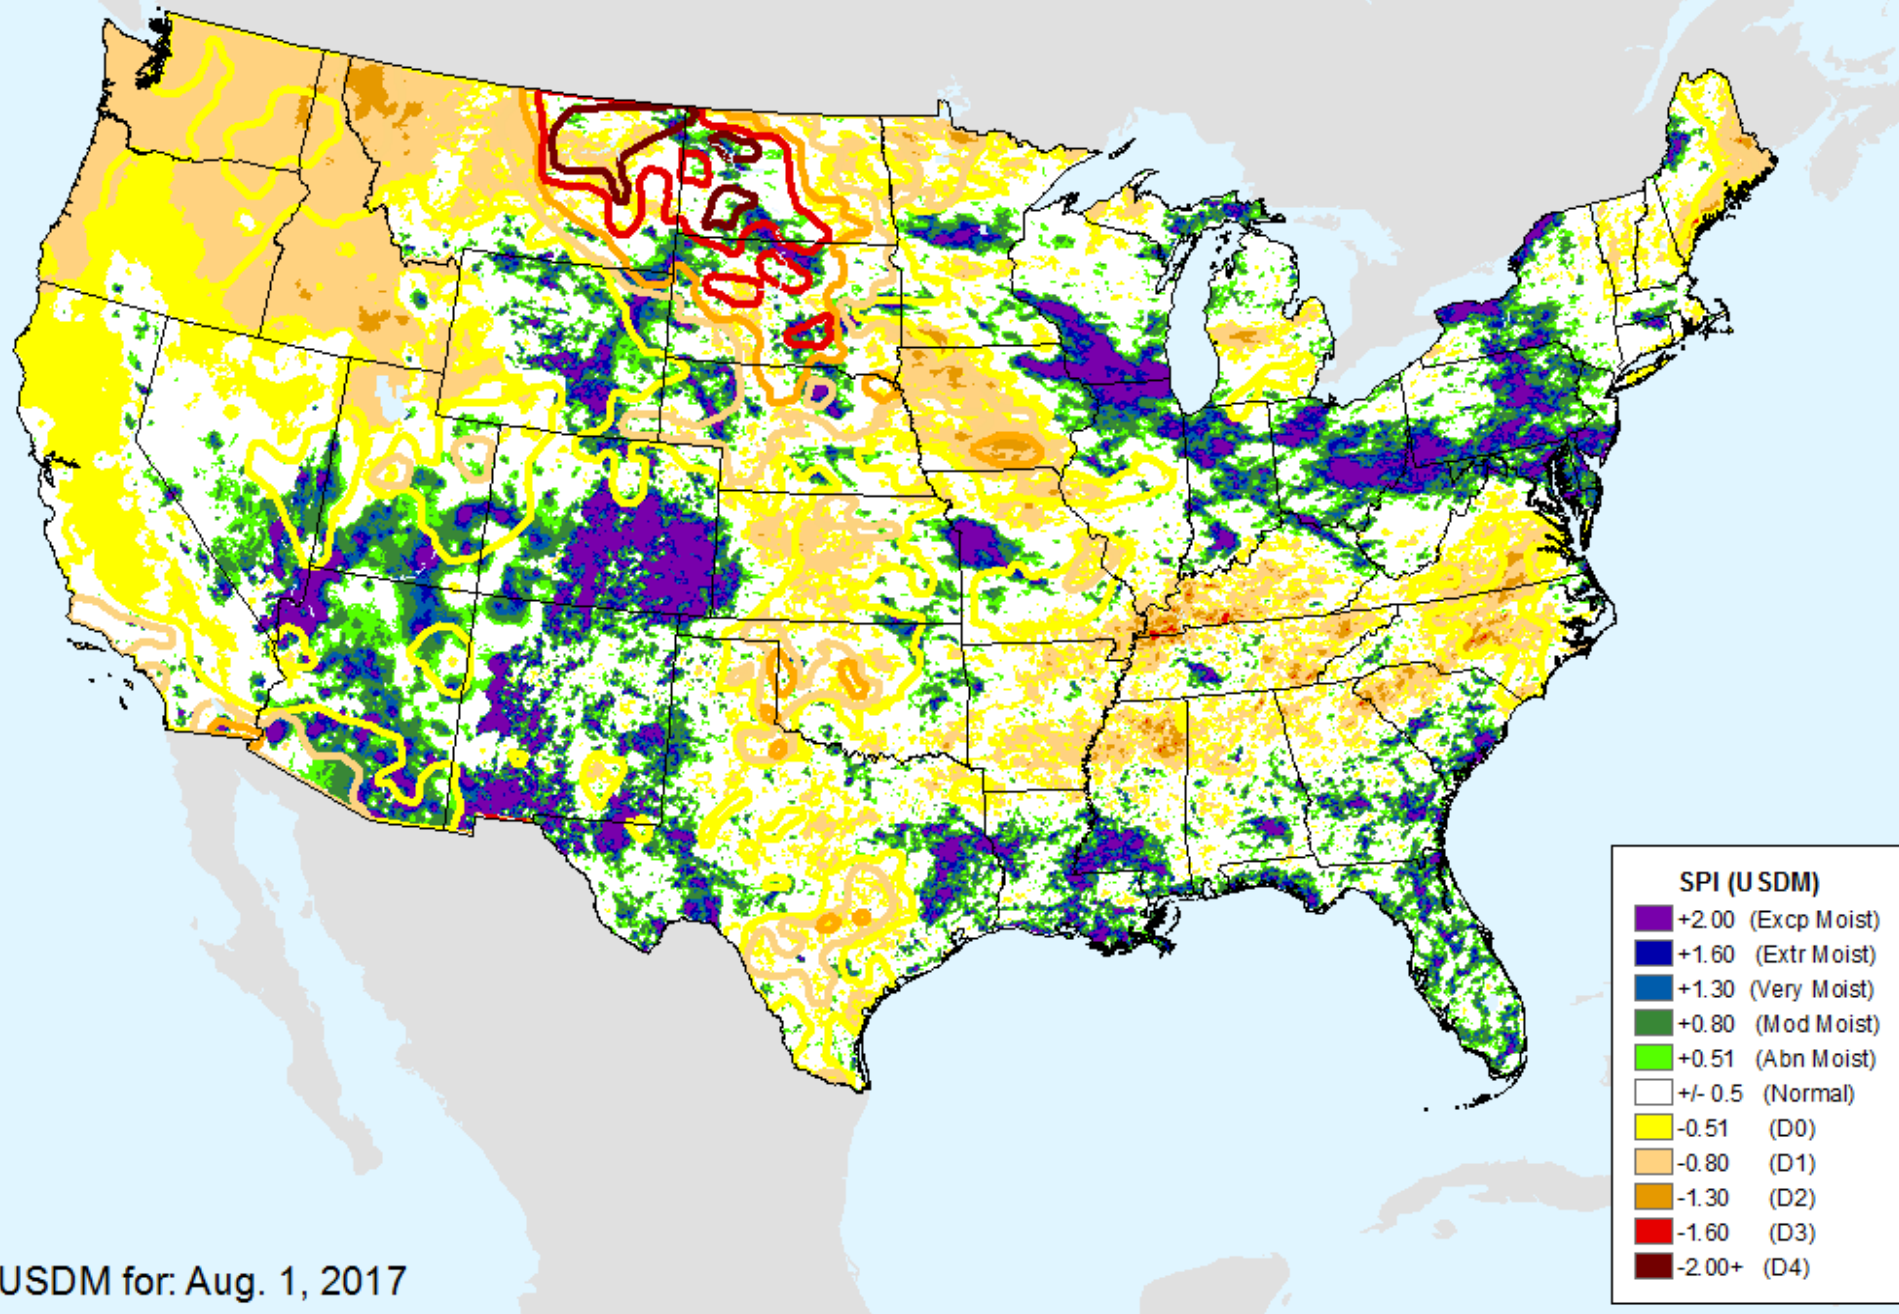 SPI (USDM)
+2.00 (Excp Moist)
+1.60 (Extr Moist)
+1.30 (Very Moist)
+0.80 (Mod Moist)
+0.51 (Abn Moist)
+/- 0.5 (Normal)
-0.51 (D0)
-0.80 (D1)
-1.30 (D2)
-1.60 (D3)
-2.00+ (D4)
USDM for: Aug. 1, 2017